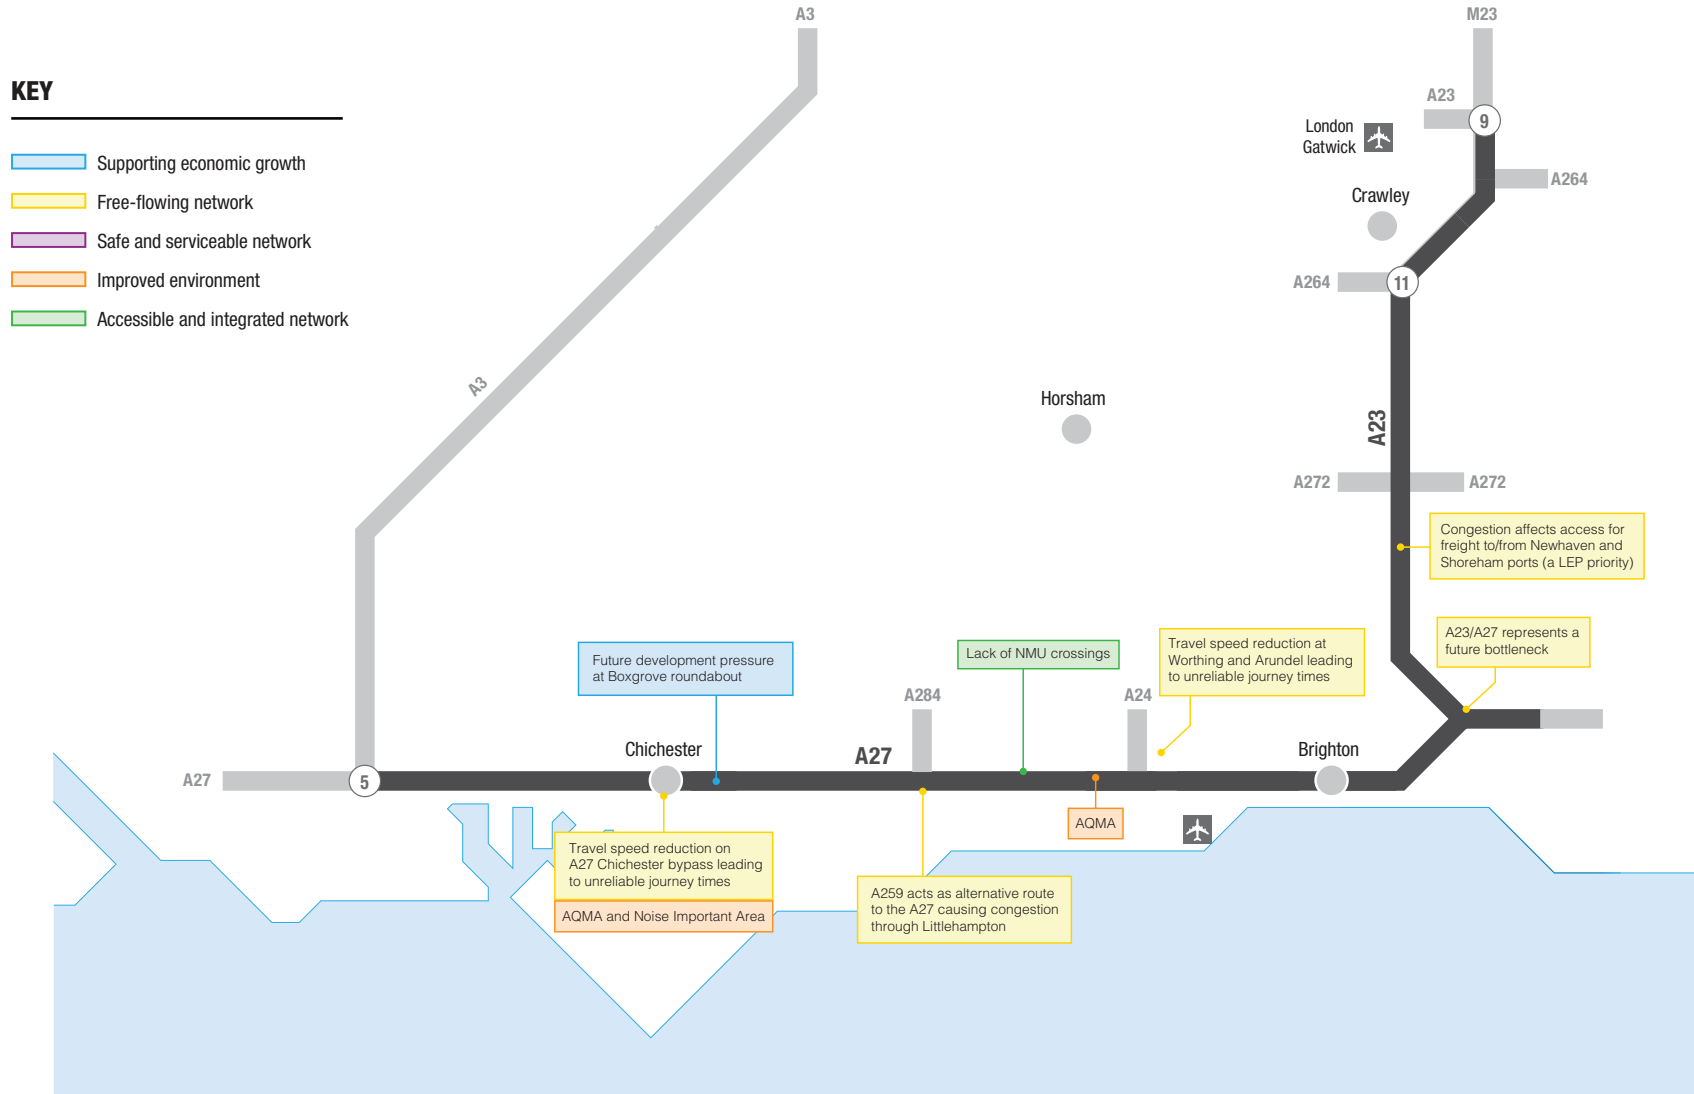 KEY
Supporting economic growth
Free-flowing network
Safe and serviceable network
Improved environment
Accessible and integrated network
A3
A3
M23
A23
9
London
Gatwick
A264
Crawley
A264
11
Horsham
A23
A272
A272
Congestion affects access for
freight to/from Newhaven and
Shoreham ports (a LEP priority)
A23/A27 represents a
future bottleneck
Travel speed reduction at
Worthing and Arundel leading
to unreliable journey times
Lack of NMU crossings
Future development pressure
at Boxgrove roundabout
A284
A24
Chichester
A27
Brighton
A27
5
AQMA
Travel speed reduction on
A27 Chichester bypass leading
to unreliable journey times
AQMA and Noise Important Area
A259 acts as alternative route
to the A27 causing congestion
through Littlehampton